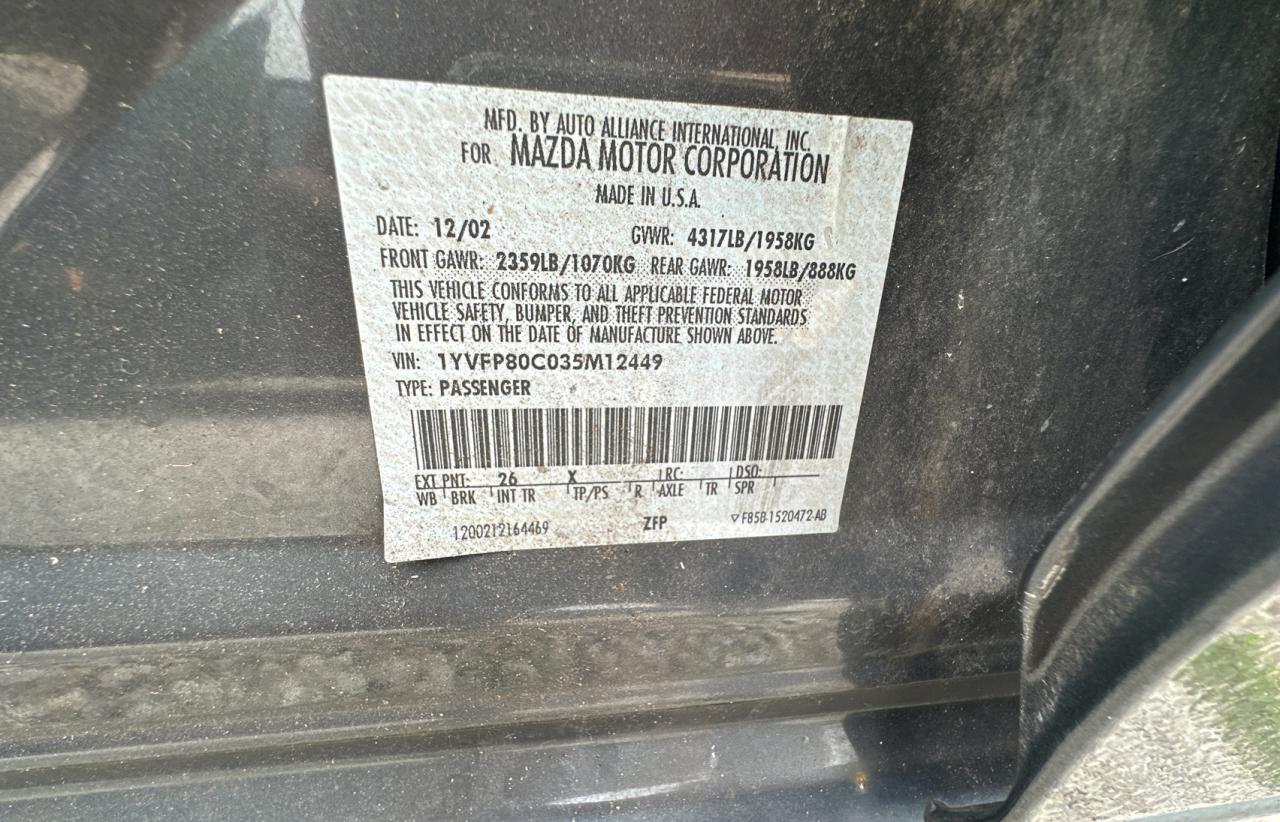 MFD. BY AUTO ALLIANCE INTERNATIONAL, INC.
FOR MAZDA MOTOR CORPORATION
MADE IN U.S.A.
DATE: 12/02 GVWR: 4317LB/1958KG
FRONT GAWR: 2359LB/1070KG REAR GAWR: 1958LB/888KG
THIS VEHICLE CONFORMS TO ALL APPLICABLE FEDERAL MOTOR
VEHICLE SAFETY, BUMPER, AND THEFT PREVENTION STANDARDS
IN EFFECT ON THE DATE OF MANUFACTURE SHOWN ABOVE.
VIN: 1YVFP80C035M12449
TYPE: PASSENGER
EXT PNT: 26 X RC: DSO:
WB BRK INT TR TP/PS R AXLE TR SPR
1200212164469 ZFP F85B-1520472-AB